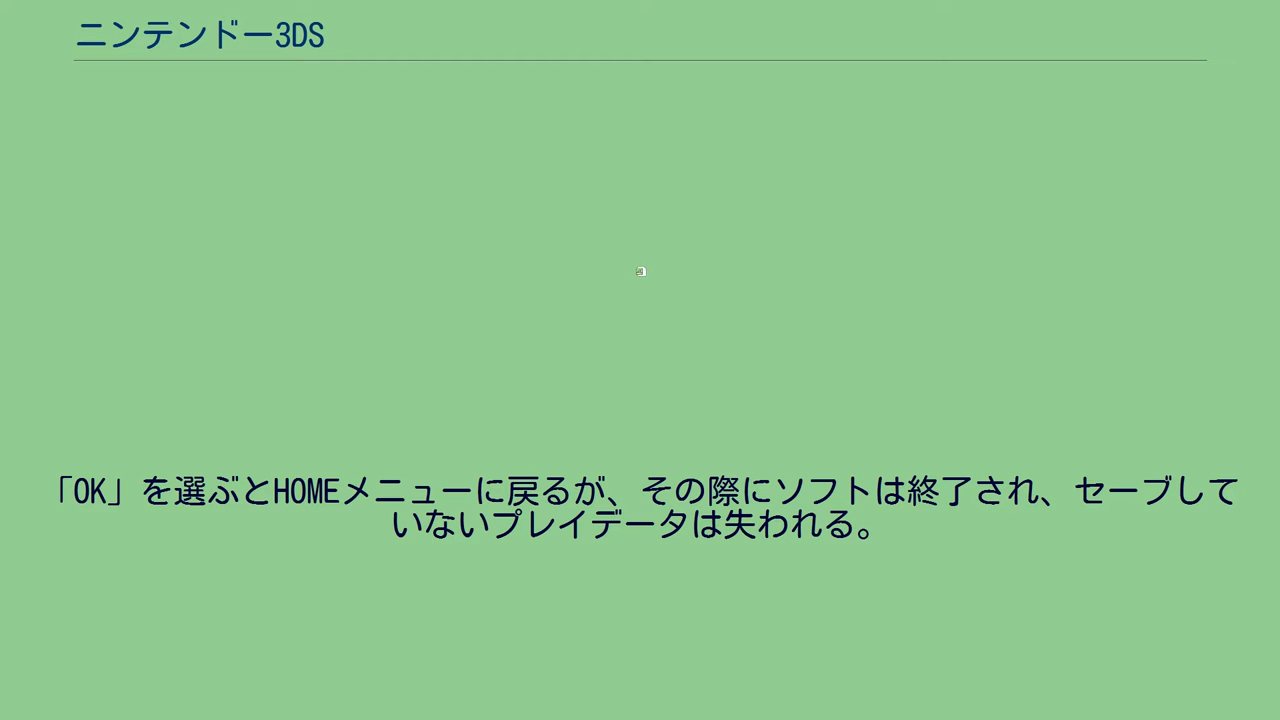 ニンテンドー3DS
「OK」を選ぶとHOMEメニューに戻るが、その際にソフトは終了され、セーブして
いないプレイデータは失われる。